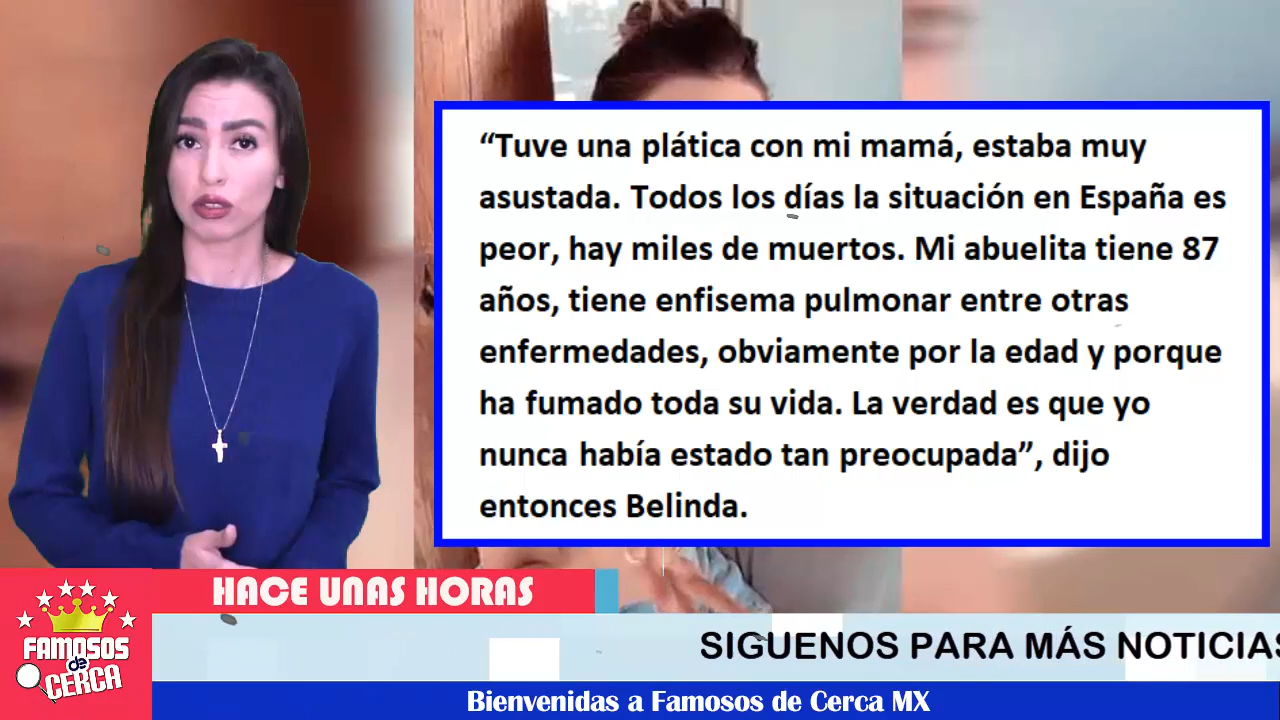 “Tuve una plática con mi mamá, estaba muy
asustada. Todos los días la situación en España es
peor, hay miles de muertos. Mi abuelita tiene 87
años, tiene enfisema pulmonar entre otras
enfermedades, obviamente por la edad y porque
ha fumado toda su vida. La verdad es que yo
nunca había estado tan preocupada”, dijo
entonces Belinda.
HACE UNAS HORAS
FAMOSOS
de
CERCA
SIGUENOS PARA MÁS NOTICIAS
Bienvenidas a Famosos de Cerca MX